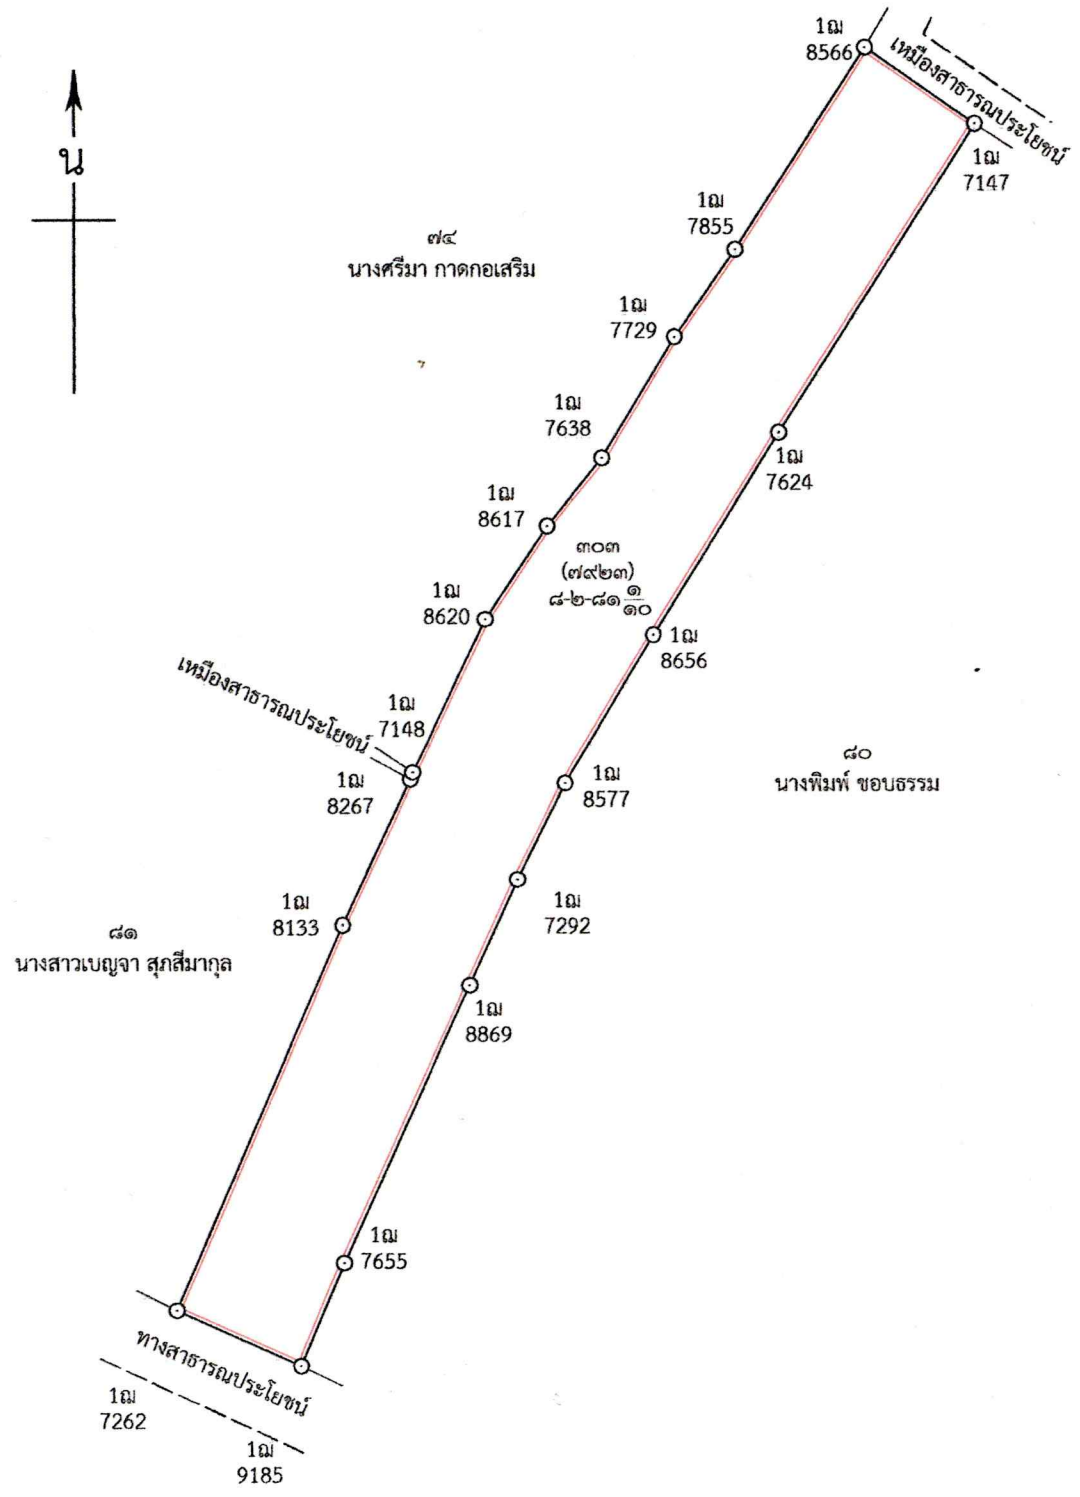 1ฌ
8566
เหมืองสาธารณประโยชน์
1ฌ
7147
น
1ฌ
7855
๗๔
นางศรีมา กาดกอเสริม
1ฌ
7729
1ฌ
7638
1ฌ
7624
1ฌ
8617
๓๐๓
(๗๙๒๓)
๘-๒-๘๑ ๑/๑๐
1ฌ
8620
1ฌ
8656
เหมืองสาธารณประโยชน์
1ฌ
7148
1ฌ
8267
๘๐
นางพิมพ์ ชอบธรรม
1ฌ
8577
1ฌ
8133
1ฌ
7292
๘๑
นางสาวเบญจา สุภสีมากุล
1ฌ
8869
1ฌ
7655
ทางสาธารณประโยชน์
1ฌ
7262
1ฌ
9185